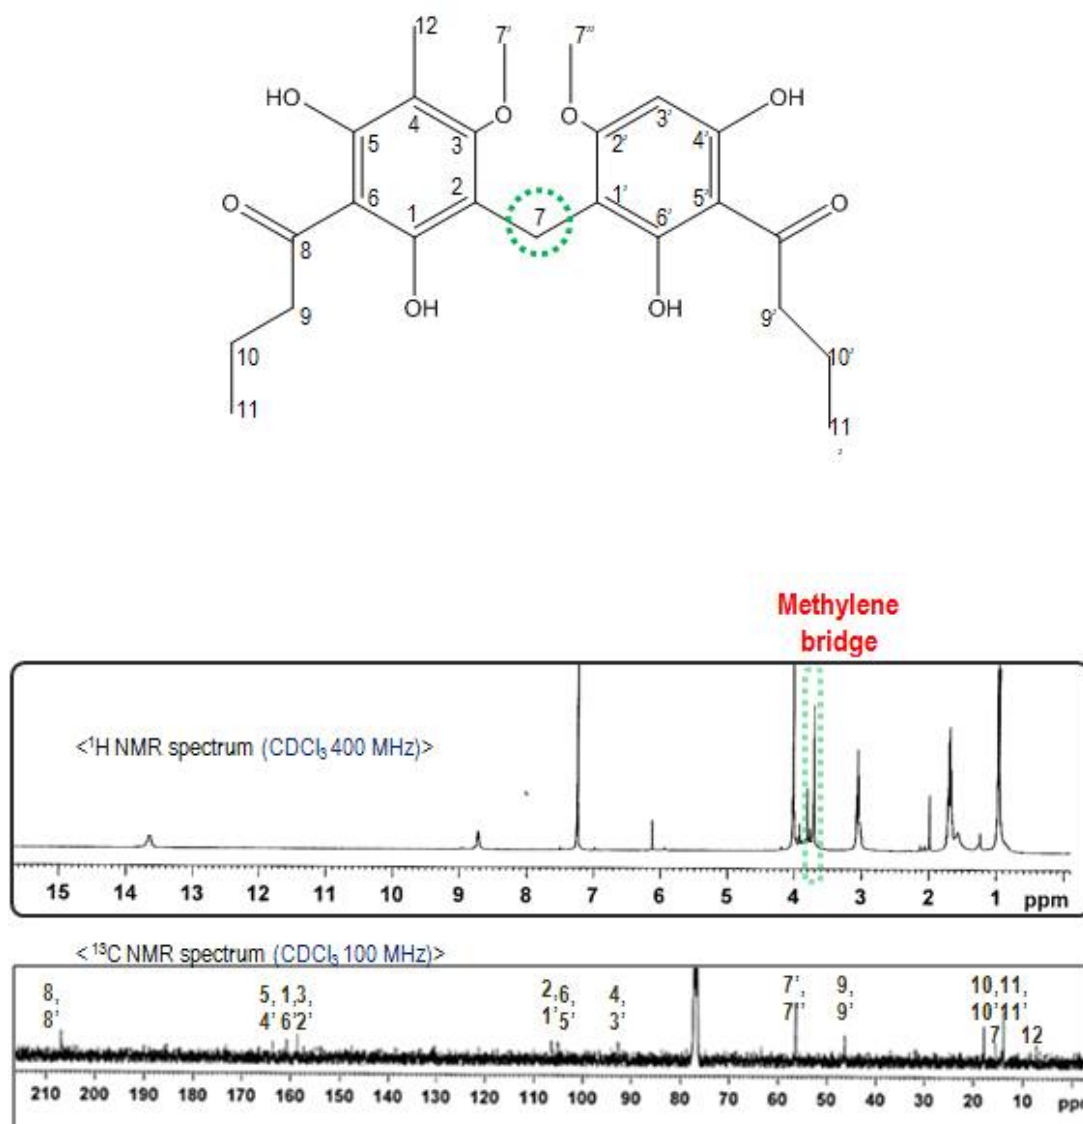 12
7' 7''
HO O O 3' OH
4 3' 2' 4'
5
6 2 1' 5'
O 1 7 6' O
8
OH OH
9 9'
10 10'
11 11
,
Methylene
bridge
<¹H NMR spectrum (CDCl₃ 400 MHz)>
15 14 13 12 11 10 9 8 7 6 5 4 3 2 1 ppm
<¹³C NMR spectrum (CDCl₃ 100 MHz)>
8, 5, 1,3, 2,6, 4, 7', 9, 10,11,
8' 4' 6'2' 1' 5' 3' 7'' 9' 10'11'
7 12
210 200 190 180 170 160 150 140 130 120 110 100 90 80 70 60 50 40 30 20 10 ppm